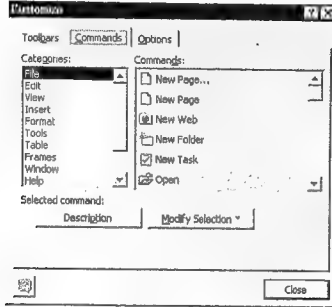 Customize
Toolbars Commands Options
Categories:
File
Edit
View
Insert
Format
Tools
Table
Frames
Window
Help
Commands:
New Page...
New Page
New Web
New Folder
New Task
Open
Selected command:
Description
Modify Selection
Close